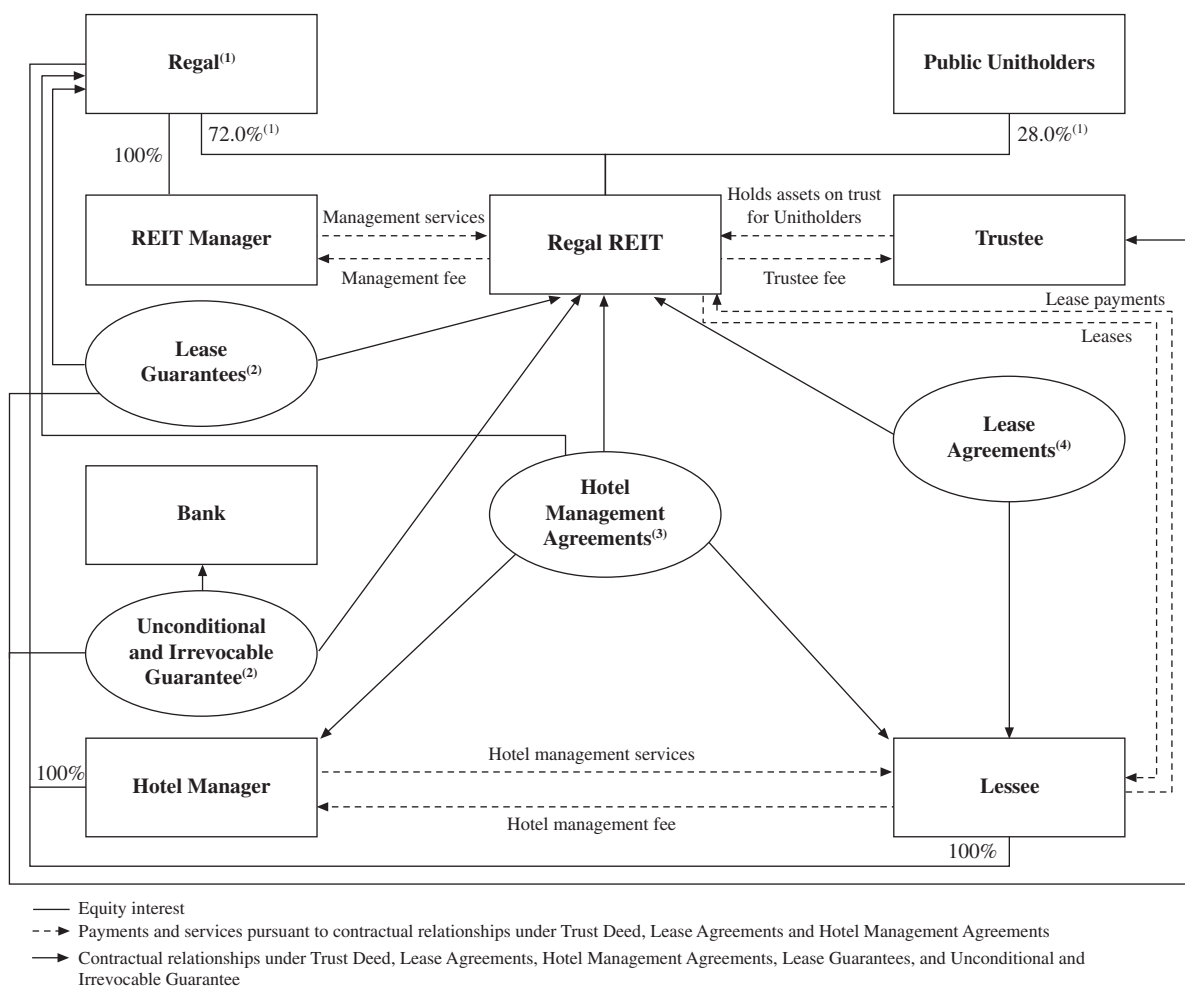 Regal(1)
Public Unitholders
100%
72.0%(1)
28.0%(1)
REIT Manager
Management services
Management fee
Regal REIT
Holds assets on trust
for Unitholders
Trustee fee
Trustee
Lease payments
Leases
Lease
Guarantees(2)
Lease
Agreements(4)
Bank
Hotel
Management
Agreements(3)
Unconditional
and Irrevocable
Guarantee(2)
100%
Hotel Manager
Hotel management services
Hotel management fee
Lessee
100%
Equity interest
Payments and services pursuant to contractual relationships under Trust Deed, Lease Agreements and Hotel Management Agreements
Contractual relationships under Trust Deed, Lease Agreements, Hotel Management Agreements, Lease Guarantees, and Unconditional and
Irrevocable Guarantee